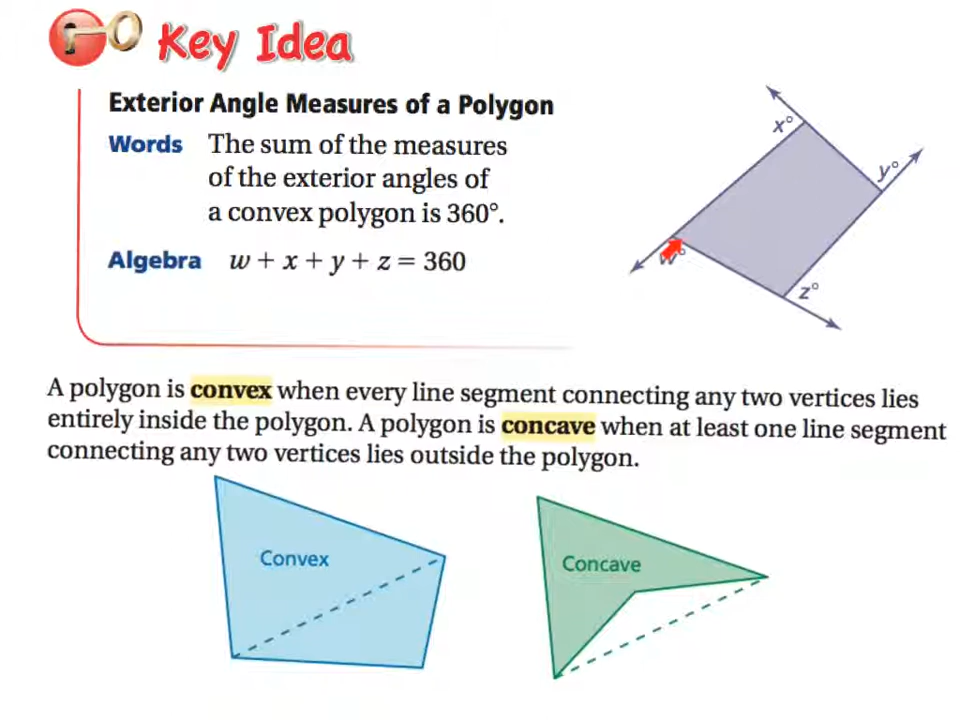 Key Idea
Exterior Angle Measures of a Polygon
Words The sum of the measures
of the exterior angles of
a convex polygon is 360°.
Algebra w + x + y + z = 360
x°
y°
w°
z°
A polygon is convex when every line segment connecting any two vertices lies
entirely inside the polygon. A polygon is concave when at least one line segment
connecting any two vertices lies outside the polygon.
Convex
Concave